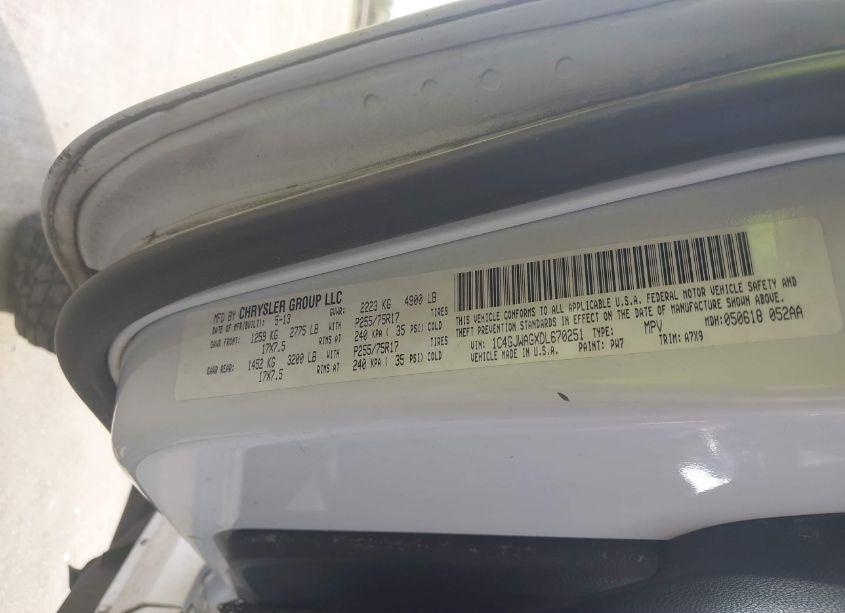 MFD BY CHRYSLER GROUP LLC
DATE OF MFR(BUILT): 5-13 GVWR: 2223 KG 4900 LB
GAWR FRONT: 1259 KG 2775 LB WITH P255/75R17 TIRES
17X7.5 RIMS AT 240 KPA ( 35 PSI) COLD
GAWR REAR: 1452 KG 3200 LB WITH P255/75R17 TIRES
17X7.5 RIMS AT 240 KPA ( 35 PSI) COLD
THIS VEHICLE CONFORMS TO ALL APPLICABLE U.S.A. FEDERAL MOTOR VEHICLE SAFETY AND
THEFT PREVENTION STANDARDS IN EFFECT ON THE DATE OF MANUFACTURE SHOWN ABOVE.
VIN: 1C4GJWAGXDL670251 TYPE: MPV MDH:050618 052AA
VEHICLE MADE IN U.S.A. PAINT: PW7 TRIM: A7X9